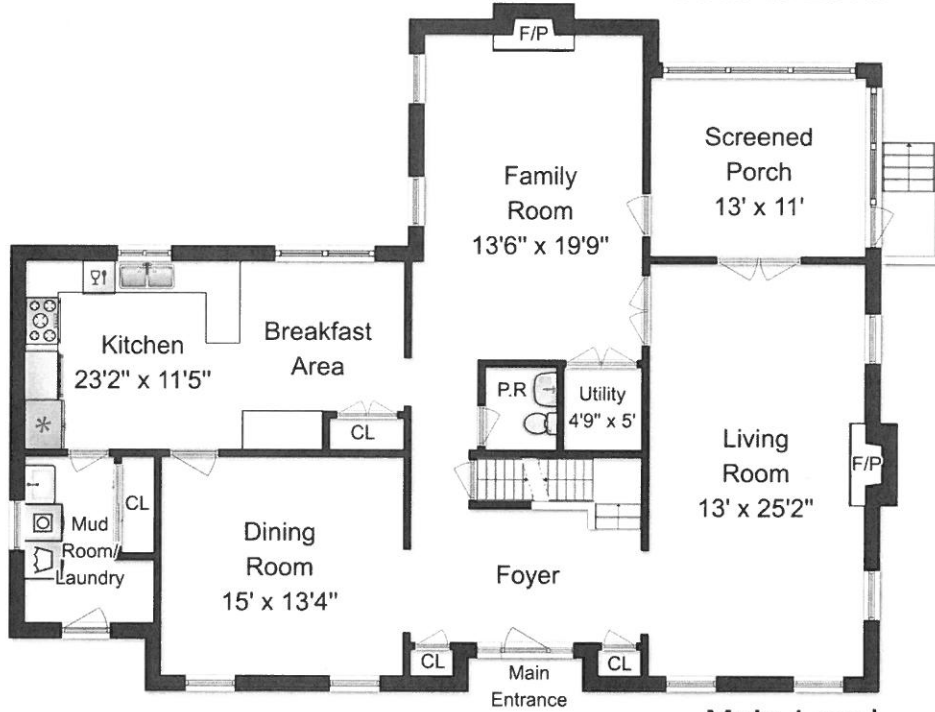 F/P
Screened
Porch
13' x 11'
Family
Room
13'6" x 19'9"
Kitchen
23'2" x 11'5"
Breakfast
Area
P.R
Utility
4'9" x 5'
CL
Living
Room
13' x 25'2"
F/P
CL
Mud
Room/
Laundry
Dining
Room
15' x 13'4"
Foyer
CL
Main
Entrance
CL